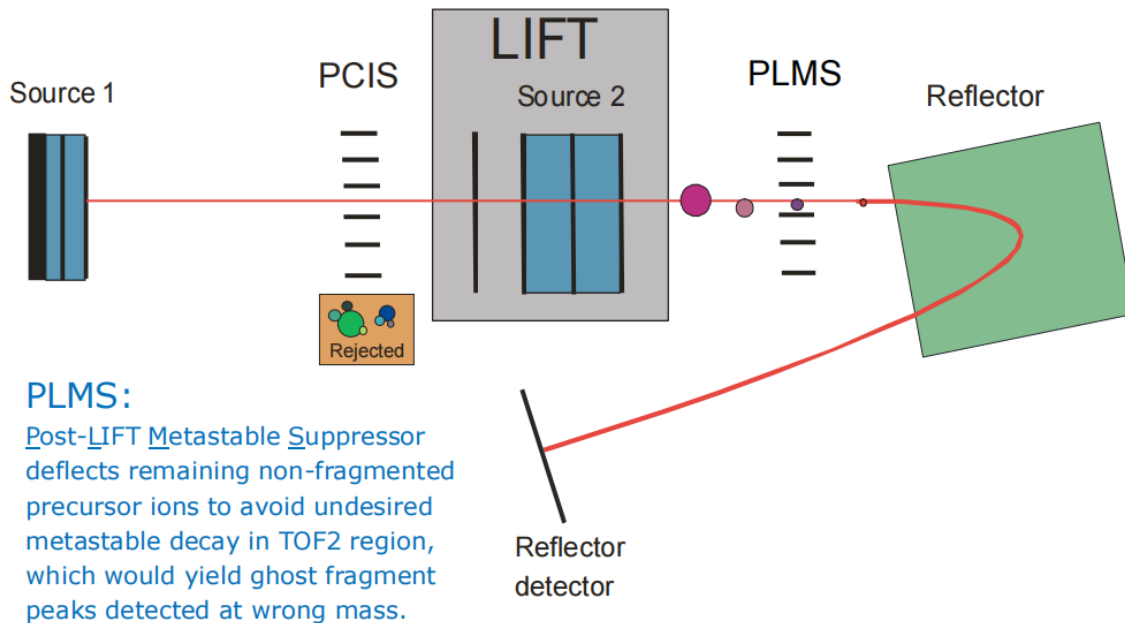 LIFT
PCIS
PLMS
Source 1
Source 2
Reflector
Rejected
PLMS:
Post-LIFT Metastable Suppressor
deflects remaining non-fragmented
precursor ions to avoid undesired
metastable decay in TOF2 region,
which would yield ghost fragment
peaks detected at wrong mass.
Reflector
detector